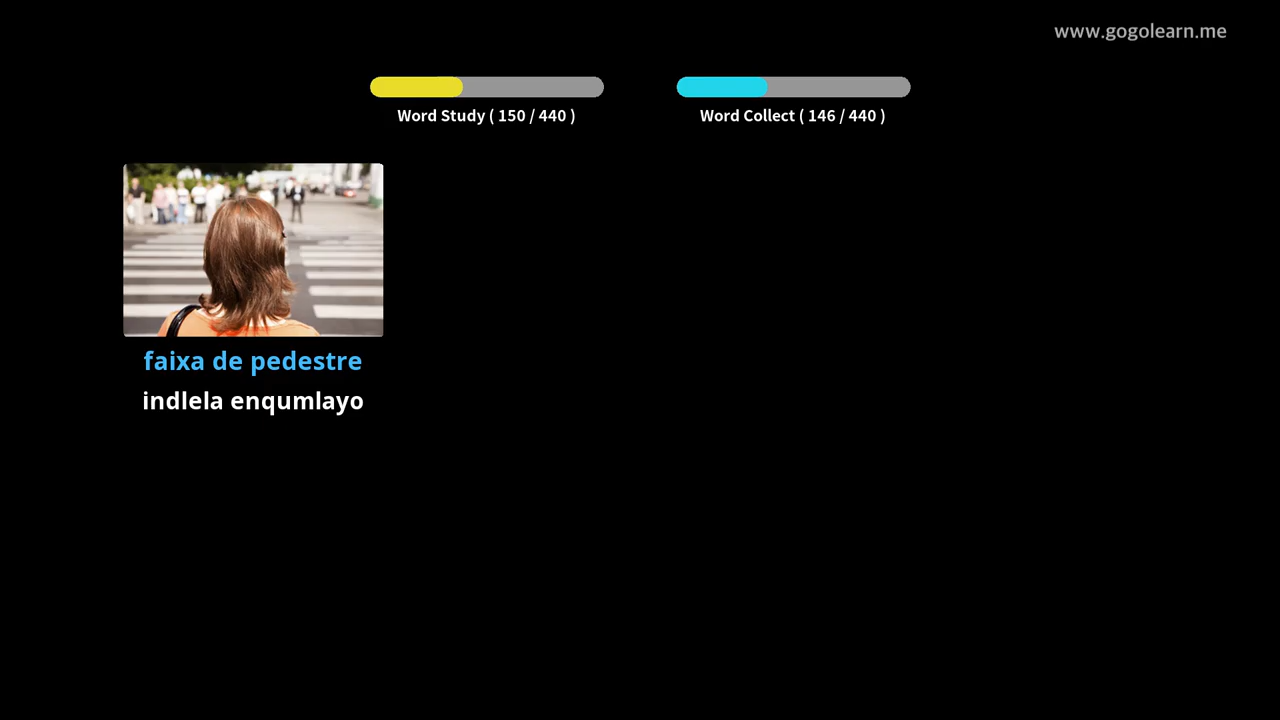 www.gogolearn.me
Word Study ( 150 / 440 )
Word Collect ( 146 / 440 )
faixa de pedestre
indlela enqumlayo